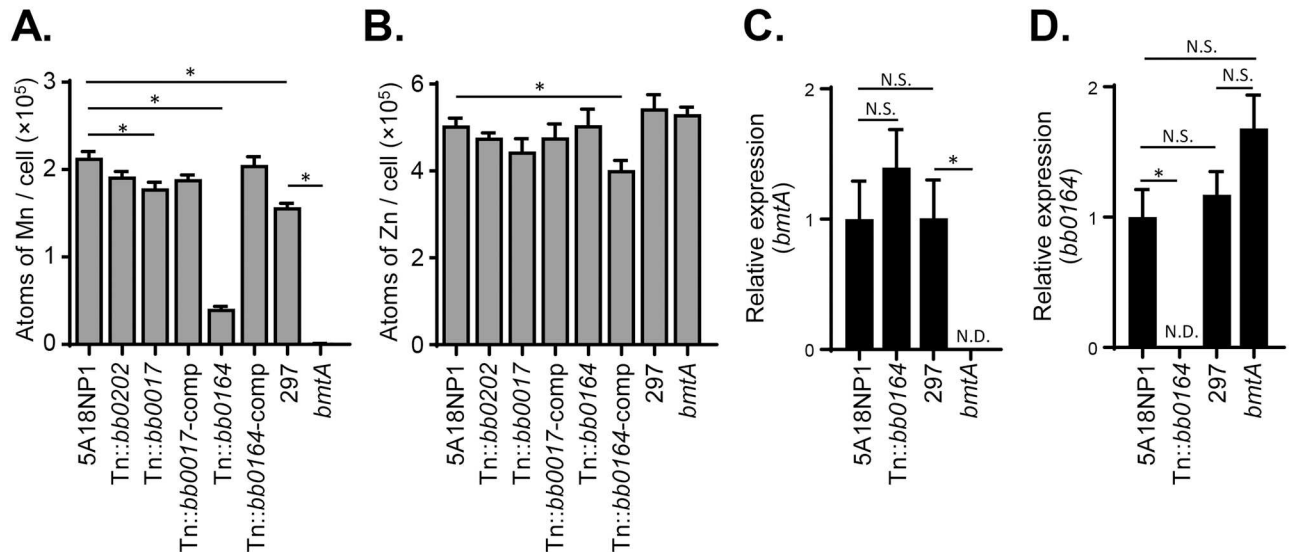 A.
Atoms of Mn / cell (×10⁵)
3
2
1
0
*
*
*
*
5A18NP1
Tn::bb0202
Tn::bb0017
Tn::bb0017-comp
Tn::bb0164
Tn::bb0164-comp
297
bmtA
B.
Atoms of Zn / cell (×10⁵)
6
4
2
0
*
5A18NP1
Tn::bb0202
Tn::bb0017
Tn::bb0017-comp
Tn::bb0164
Tn::bb0164-comp
297
bmtA
C.
Relative expression
(bmtA)
2
1
0
N.S.
N.S.
*
N.D.
5A18NP1
Tn::bb0164
297
bmtA
D.
Relative expression
(bb0164)
2
1
0
N.S.
N.S.
N.S.
*
N.D.
5A18NP1
Tn::bb0164
297
bmtA